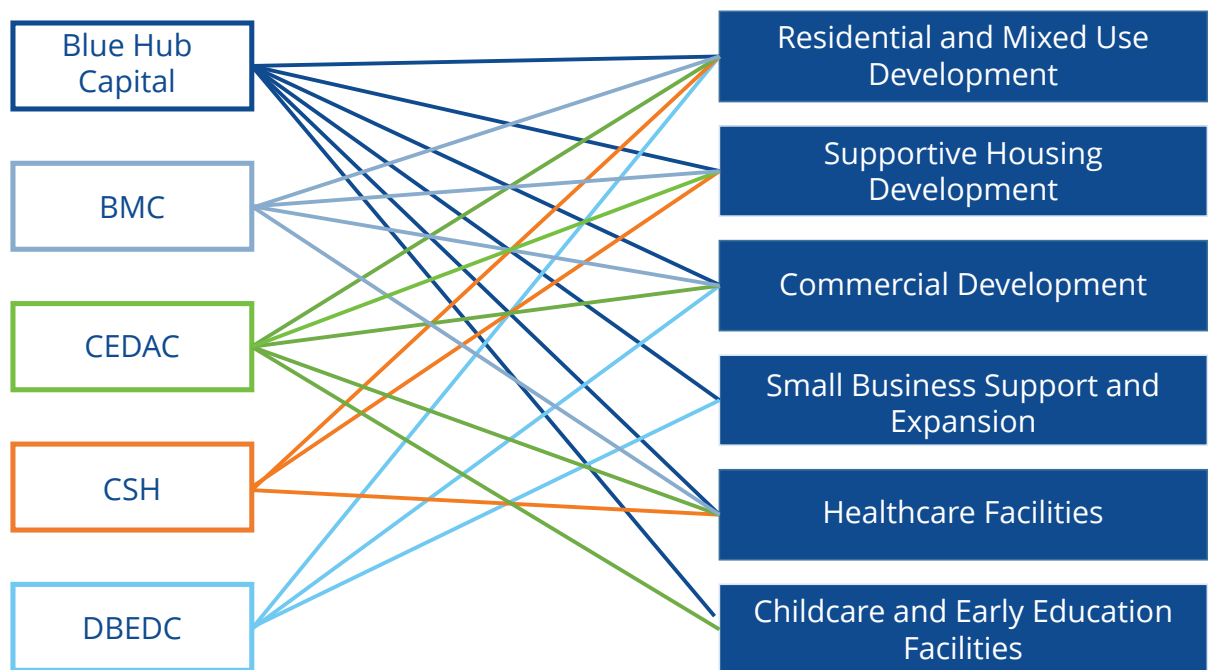 Blue Hub
Capital
BMC
CEDAC
CSH
DBEDC
Residential and Mixed Use
Development
Supportive Housing
Development
Commercial Development
Small Business Support and
Expansion
Healthcare Facilities
Childcare and Early Education
Facilities